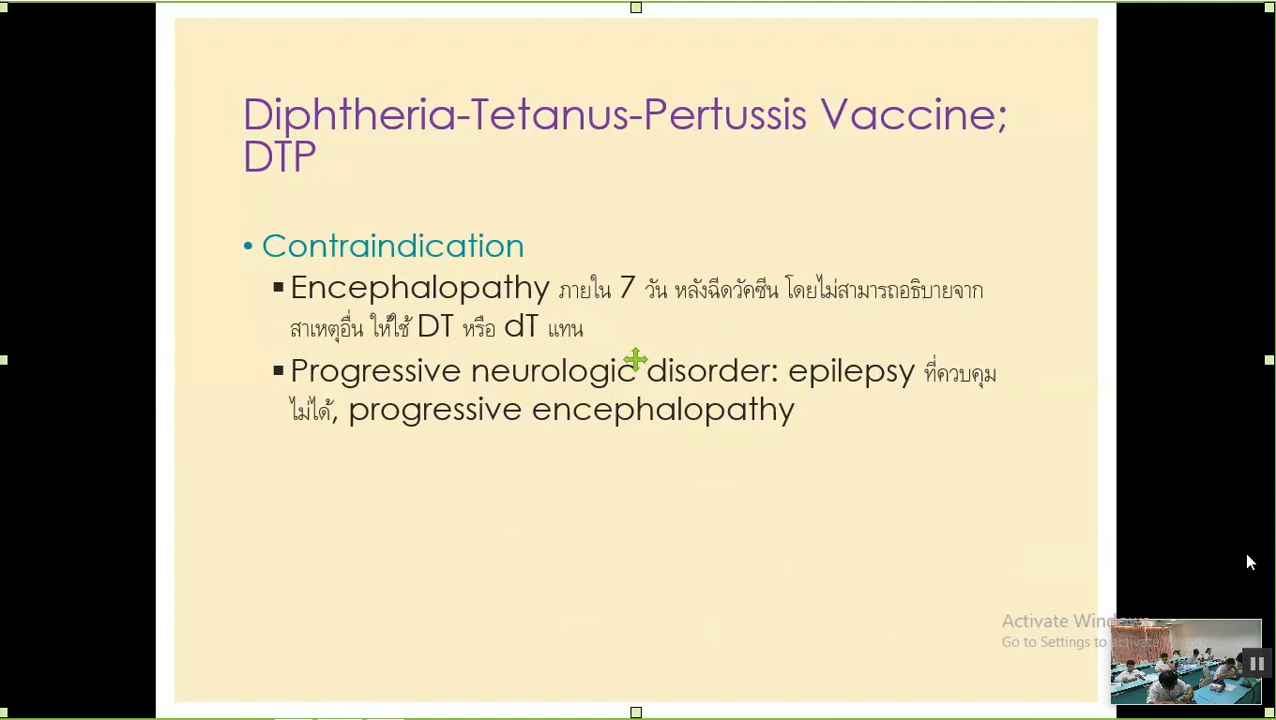 Diphtheria-Tetanus-Pertussis Vaccine;
DTP
• Contraindication
▪ Encephalopathy ภายใน 7 วัน หลังฉีดวัคซีน โดยไม่สามารถอธิบายจาก
สาเหตุอื่น ให้ใช้ DT หรือ dT แทน
▪ Progressive neurologic disorder: epilepsy ที่ควบคุม
ไม่ได้, progressive encephalopathy
Activate Wind
Go to Settings to activate